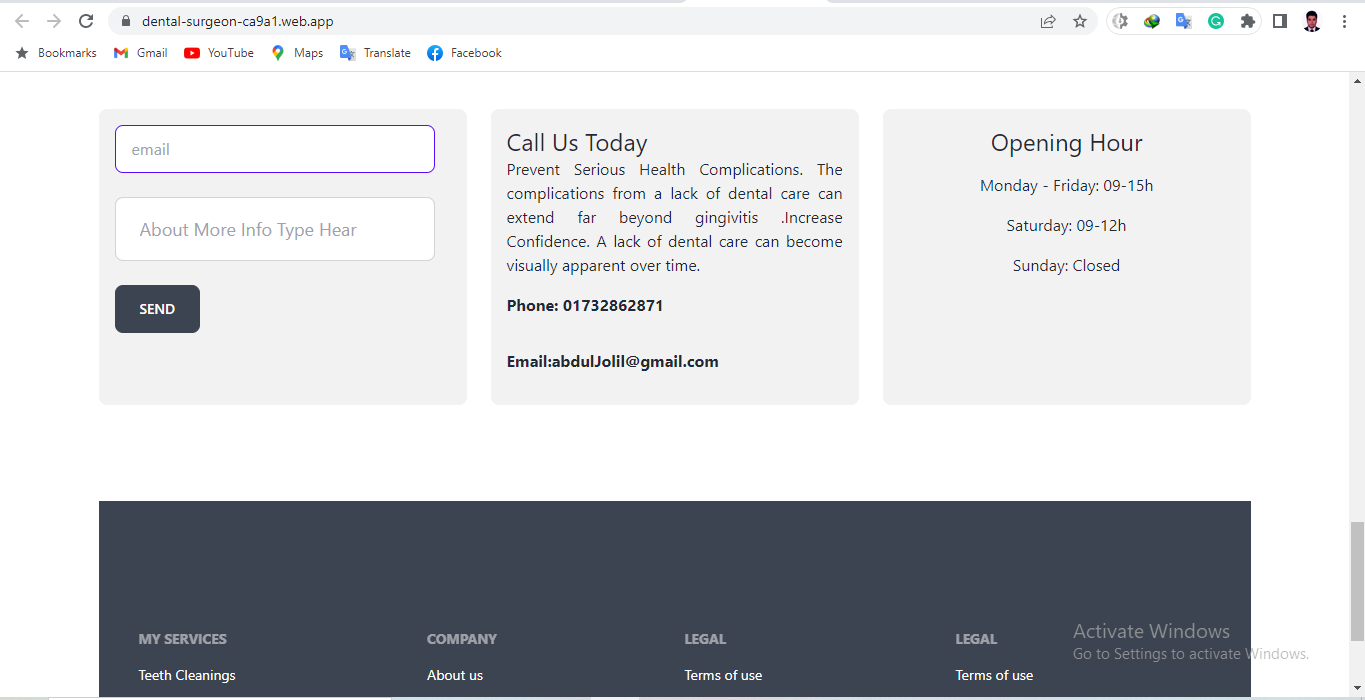 dental-surgeon-ca9a1.web.app
Bookmarks Gmail YouTube Maps Translate Facebook
email
About More Info Type Hear
SEND
Call Us Today
Prevent Serious Health Complications. The
complications from a lack of dental care can
extend far beyond gingivitis .Increase
Confidence. A lack of dental care can become
visually apparent over time.
Phone: 01732862871
Email:abdulJolil@gmail.com
Opening Hour
Monday - Friday: 09-15h
Saturday: 09-12h
Sunday: Closed
MY SERVICES
Teeth Cleanings
COMPANY
About us
LEGAL
Terms of use
LEGAL
Terms of use
Activate Windows
Go to Settings to activate Windows.